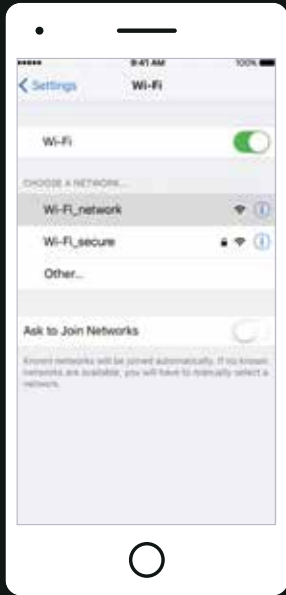 9:41 AM 100%
Settings Wi-Fi
Wi-Fi
CHOOSE A NETWORK...
Wi-Fi_network
Wi-Fi_secure
Other...
Ask to Join Networks
Known networks will be joined automatically. If no known
networks are available, you will have to manually select a
network.